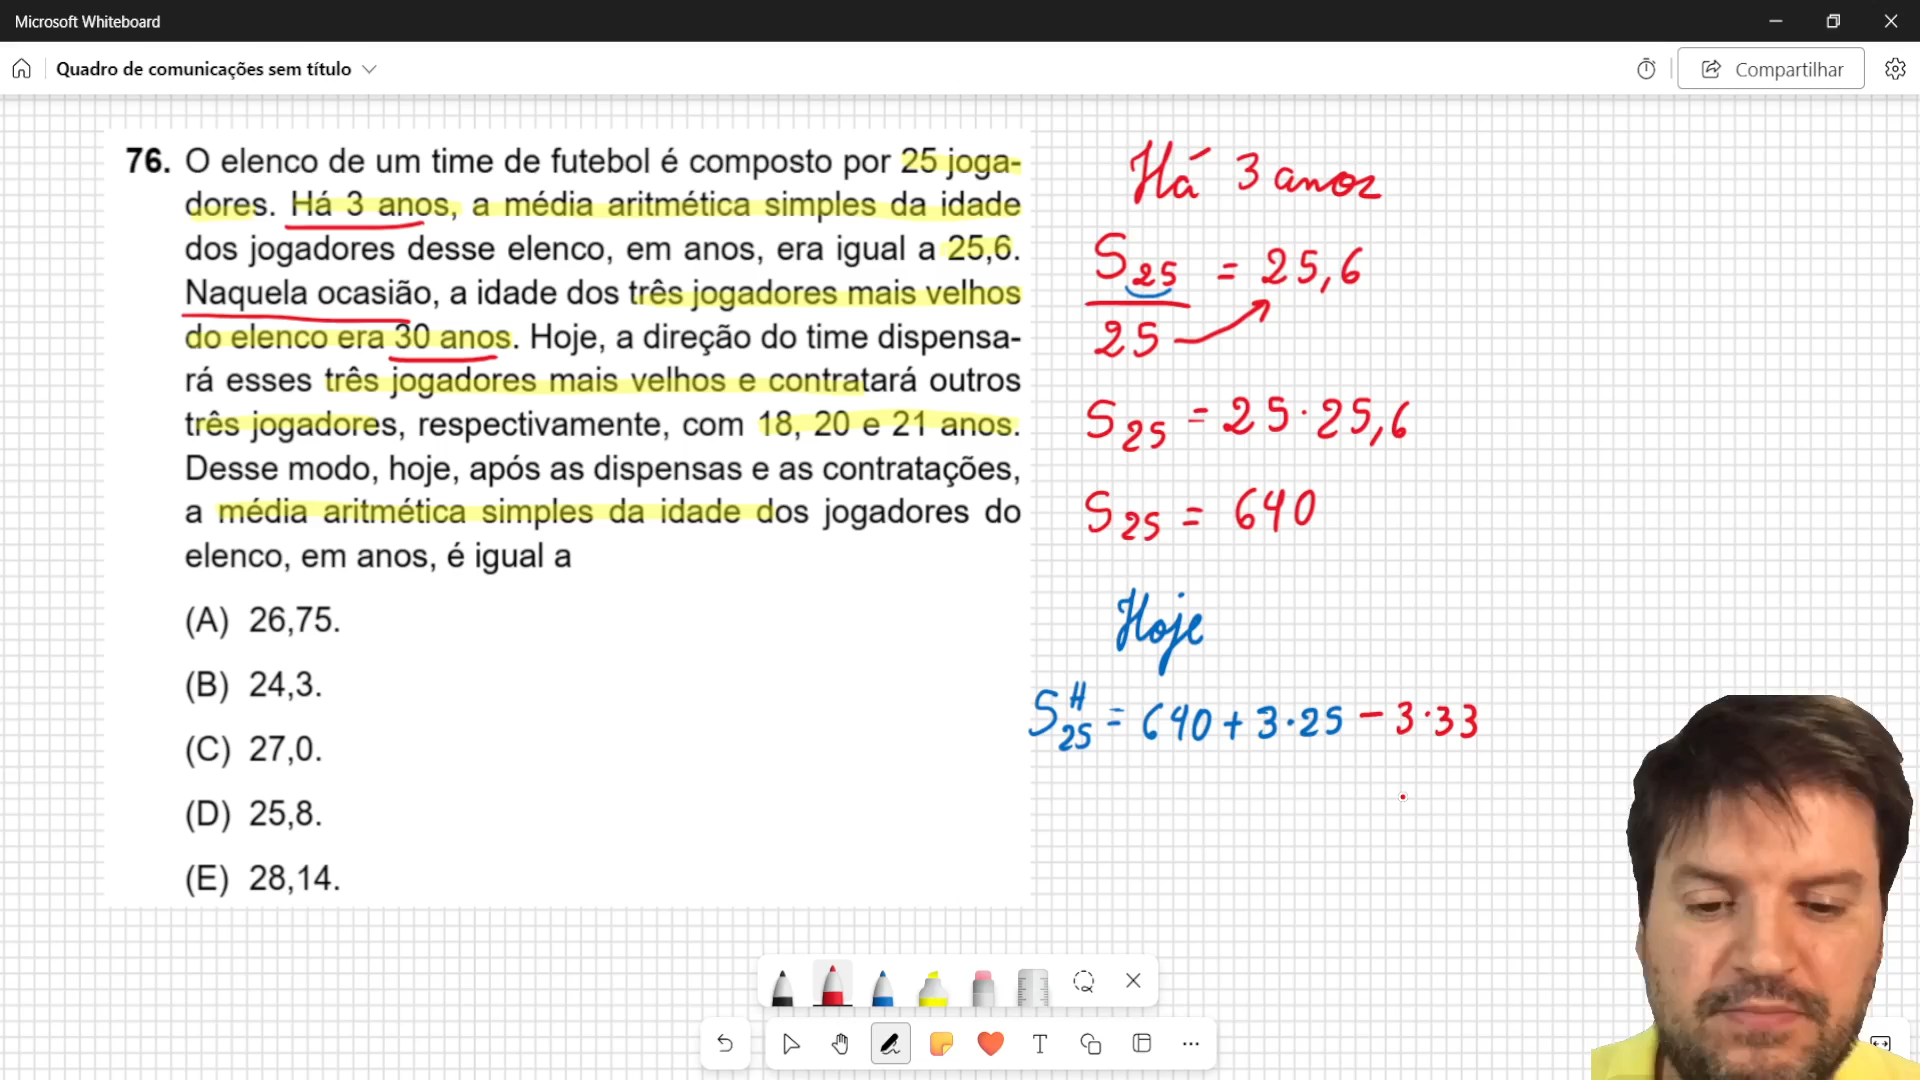 Microsoft Whiteboard
Quadro de comunicações sem título
Compartilhar
76. O elenco de um time de futebol é composto por 25 joga-
dores. Há 3 anos, a média aritmética simples da idade
dos jogadores desse elenco, em anos, era igual a 25,6.
Naquela ocasião, a idade dos três jogadores mais velhos
do elenco era 30 anos. Hoje, a direção do time dispensa-
rá esses três jogadores mais velhos e contratará outros
três jogadores, respectivamente, com 18, 20 e 21 anos.
Desse modo, hoje, após as dispensas e as contratações,
a média aritmética simples da idade dos jogadores do
elenco, em anos, é igual a
(A) 26,75.
(B) 24,3.
(C) 27,0.
(D) 25,8.
(E) 28,14.
Há 3 anos
S25 = 25,6
25
S25 = 25·25,6
S25 = 640
Hoje
S25^H = 640 + 3·25 - 3·33
T